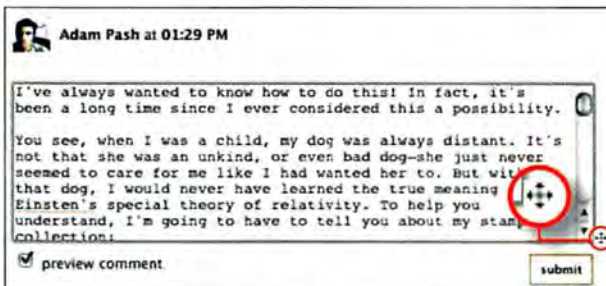 Adam Pash at 01:29 PM
I've always wanted to know how to do this! In fact, it's
been a long time since I ever considered this a possibility.
You see, when I was a child, my dog was always distant. It's
not that she was an unkind, or even bad dog—she just never
seemed to care for me like I had wanted her to. But
that dog, I would never have learned the true meaning
Einsten's special theory of relativity. To help you
understand, I'm going to have to tell you about my
collection:
preview comment
submit